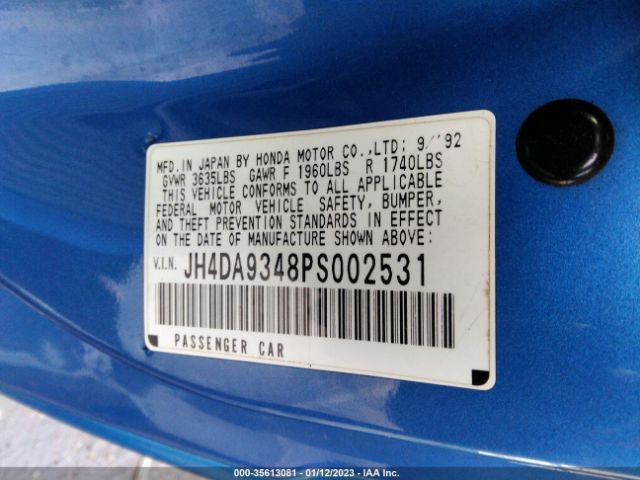 MFD. IN JAPAN BY HONDA MOTOR CO.,LTD; 9/'92
GVWR 3635LBS GAWR F 1960LBS R 1740LBS
THIS VEHICLE CONFORMS TO ALL APPLICABLE
FEDERAL MOTOR VEHICLE SAFETY, BUMPER,
AND THEFT PREVENTION STANDARDS IN EFFECT
ON THE DATE OF MANUFACTURE SHOWN ABOVE:
V.I.N. JH4DA9348PS002531
PASSENGER CAR
000-35613081 - 01/12/2023 - IAA Inc.